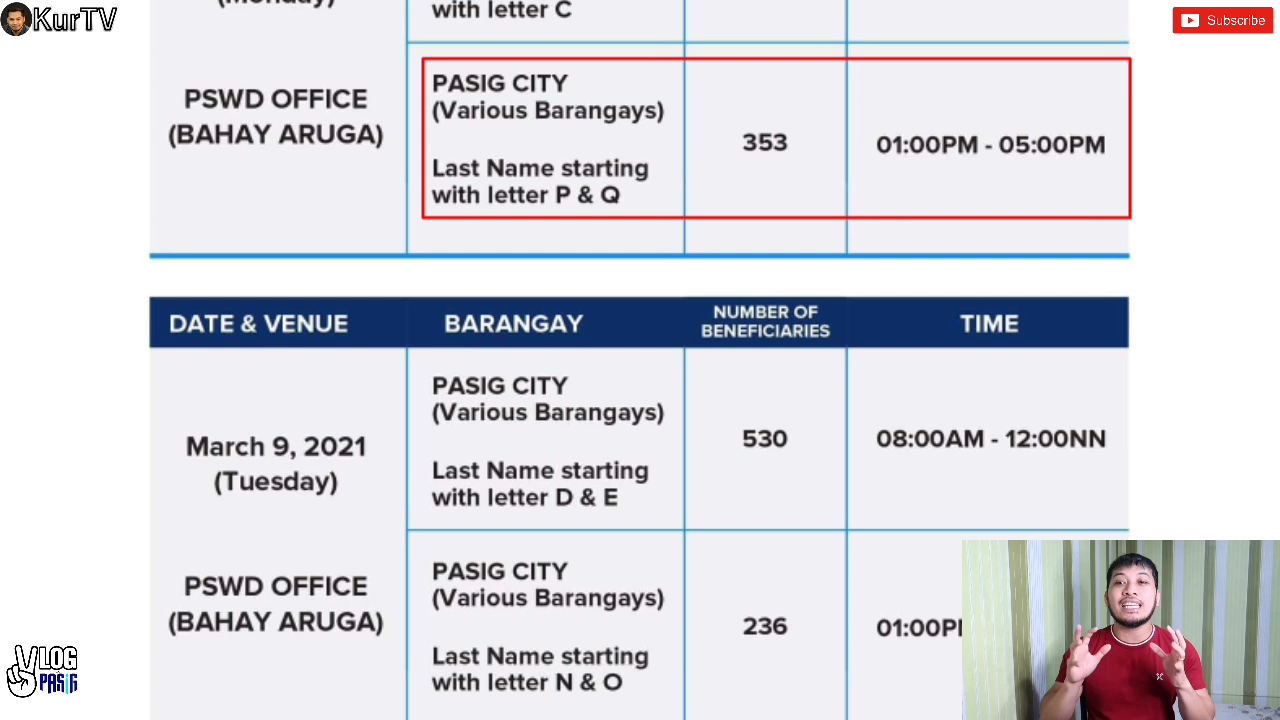 KurTV
Subscribe
(Monday)
with letter C
PSWD OFFICE
(BAHAY ARUGA)
PASIG CITY
(Various Barangays)
Last Name starting
with letter P & Q
353
01:00PM - 05:00PM
DATE & VENUE
BARANGAY
NUMBER OF
BENEFICIARIES
TIME
March 9, 2021
(Tuesday)
PSWD OFFICE
(BAHAY ARUGA)
PASIG CITY
(Various Barangays)
Last Name starting
with letter D & E
530
08:00AM - 12:00NN
PASIG CITY
(Various Barangays)
Last Name starting
with letter N & O
236
01:00P
VLOG
PASIG